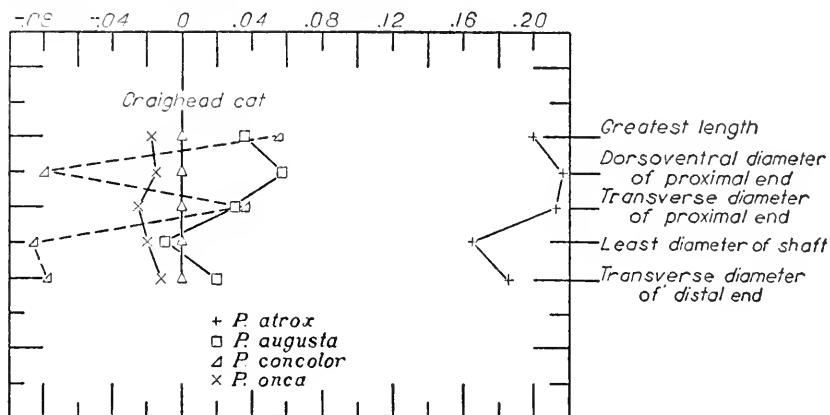 -.08 -.04 0 .04 .08 .12 .16 .20
Craighead cat
Greatest length
Dorsoventral diameter
of proximal end
Transverse diameter
of proximal end
Least diameter of shaft
Transverse diameter
of distal end
+ P. atrox
□ P. augusta
⊿ P. concolor
× P. onca